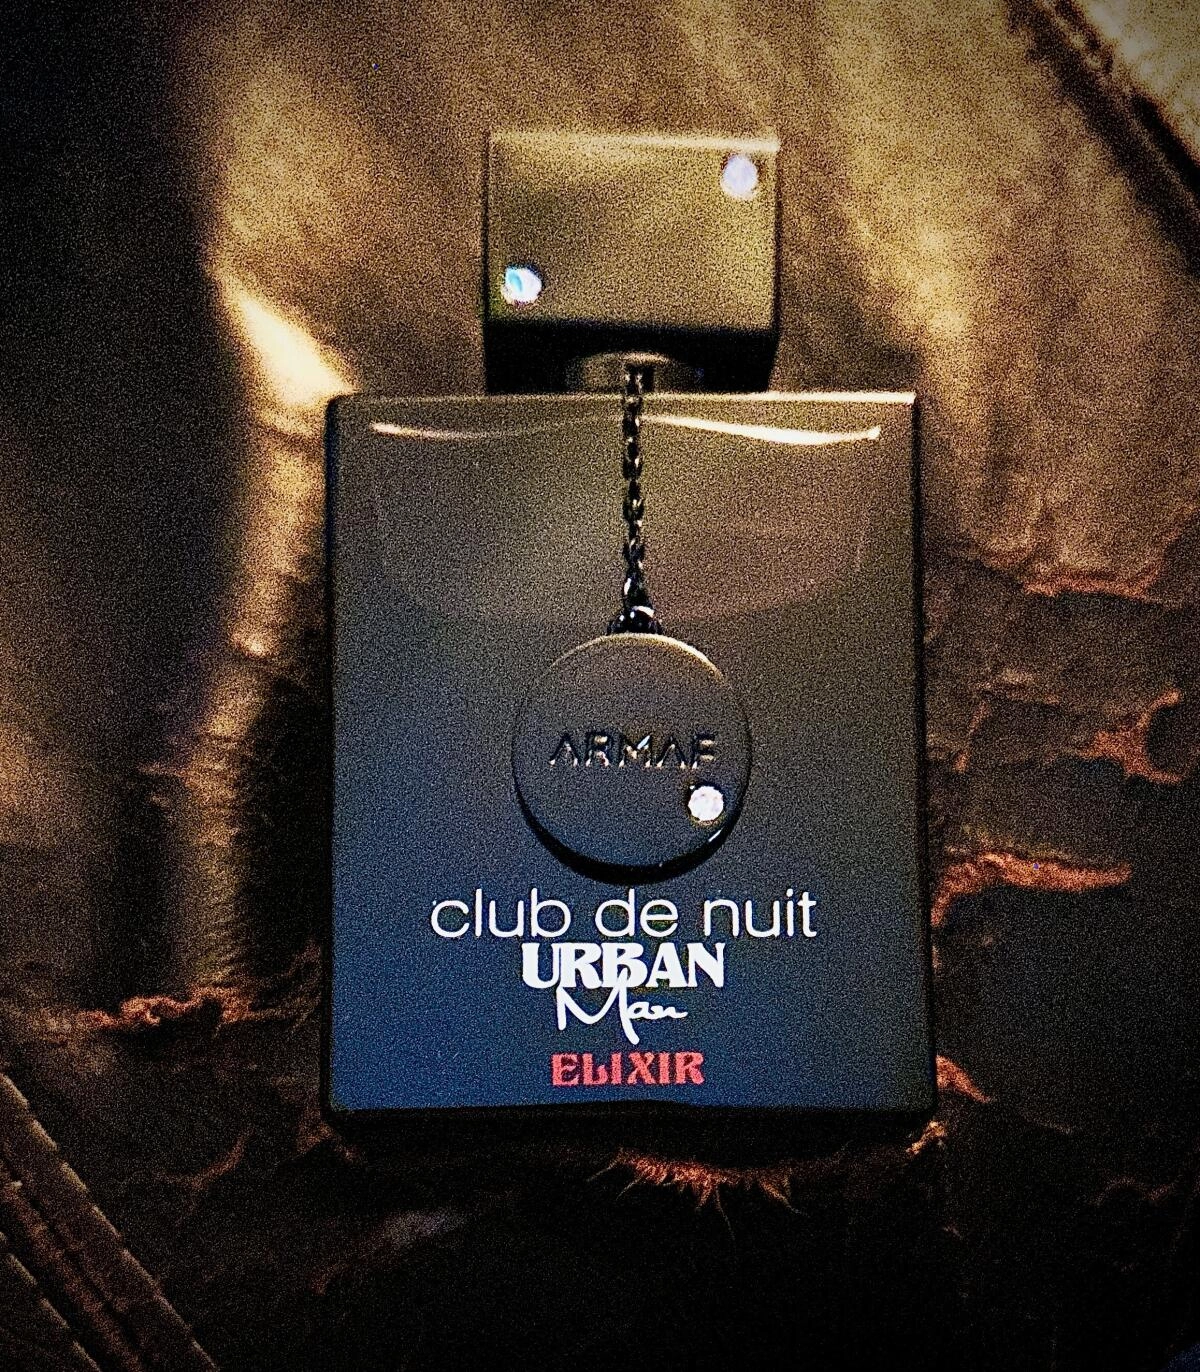 ARMAF
club de nuit
URBAN
Man
ELIXIR